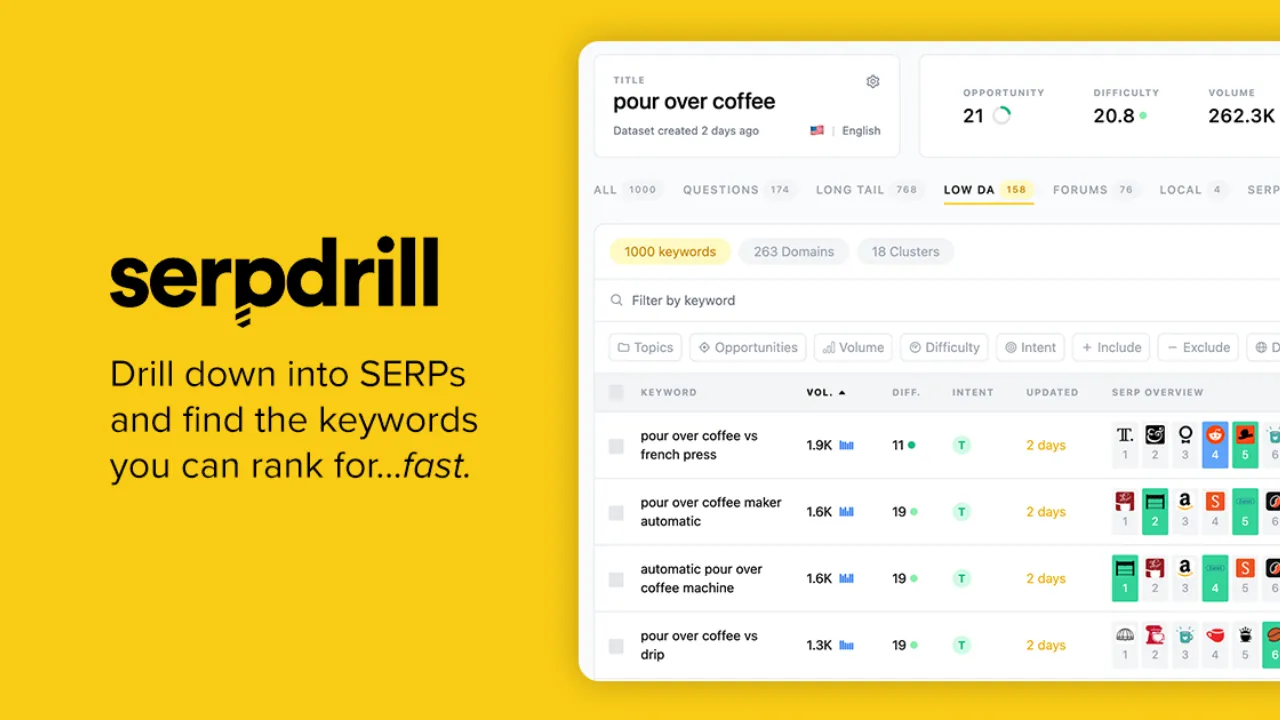 serpdrill
Drill down into SERPs
and find the keywords
you can rank for...fast.
TITLE
pour over coffee
Dataset created 2 days ago
English
OPPORTUNITY
21
DIFFICULTY
20.8
VOLUME
262.3K
ALL 1000 QUESTIONS 174 LONG TAIL 768 LOW DA 158 FORUMS 76 LOCAL 4 SERP
1000 keywords 263 Domains 18 Clusters
Filter by keyword
Topics Opportunities Volume Difficulty Intent + Include − Exclude D
KEYWORD VOL. DIFF. INTENT UPDATED SERP OVERVIEW
pour over coffee vs
french press
1.9K 11 T 2 days
1 2 3 4 5 6
pour over coffee maker
automatic
1.6K 19 T 2 days
1 2 3 4 5 6
automatic pour over
coffee machine
1.6K 19 T 2 days
1 2 3 4 5 6
pour over coffee vs
drip
1.3K 19 T 2 days
1 2 3 4 5 6